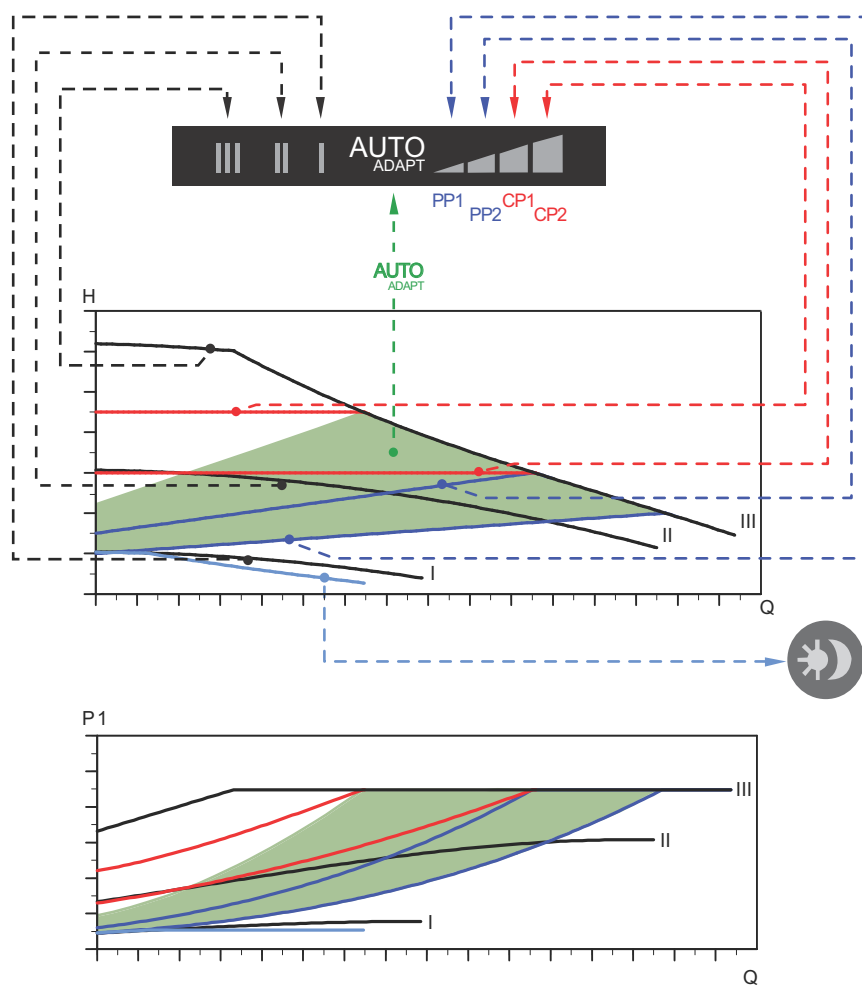 III II I AUTO
ADAPT
PP1 CP1
PP2 CP2
AUTO
ADAPT
H
III
II
I
Q
P1
III
II
I
Q